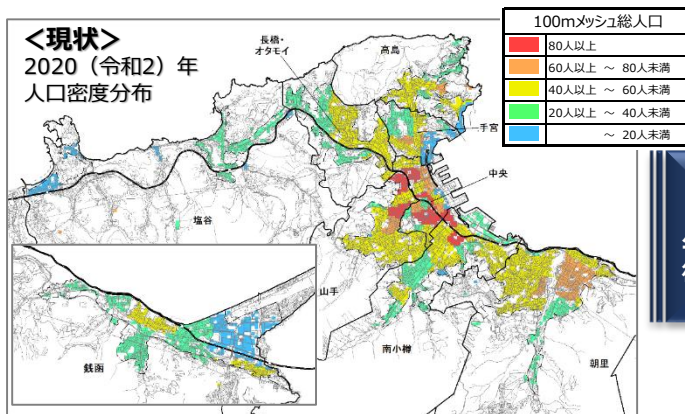 <現状>
2020（令和2）年
人口密度分布
100mメッシュ総人口
80人以上
60人以上 ～ 80人未満
40人以上 ～ 60人未満
20人以上 ～ 40人未満
～ 20人未満
長橋・
オタモイ
高島
手宮
中央
塩谷
山手
南小樽
朝里
銭函